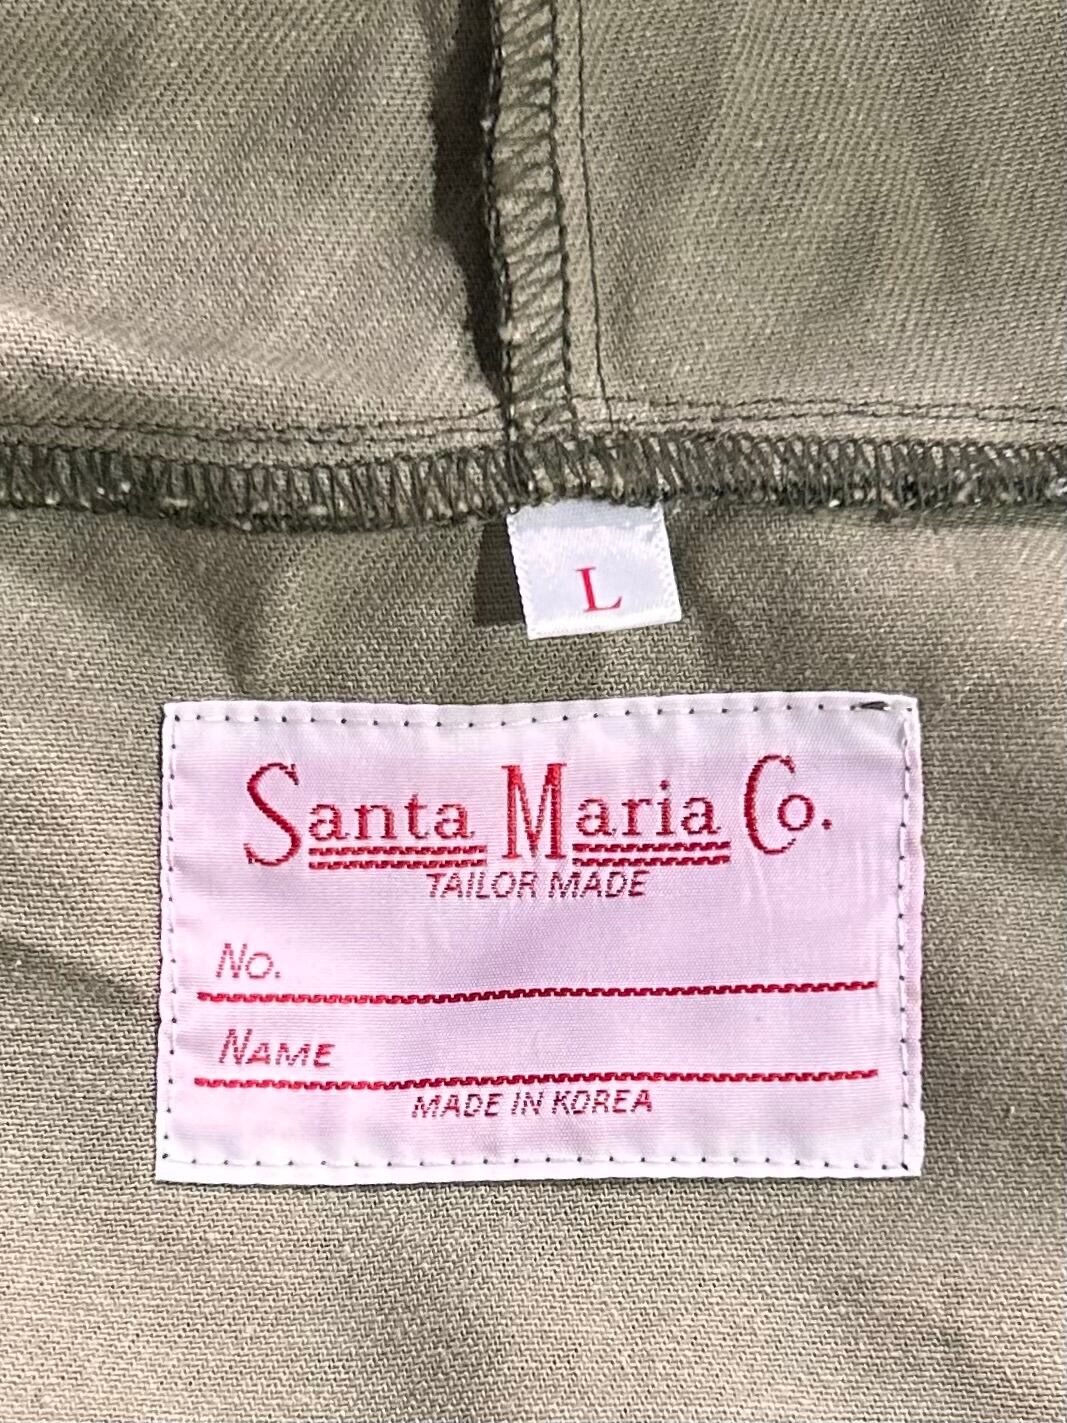 L
Santa Maria Co.
TAILOR MADE
No.
NAME
MADE IN KOREA